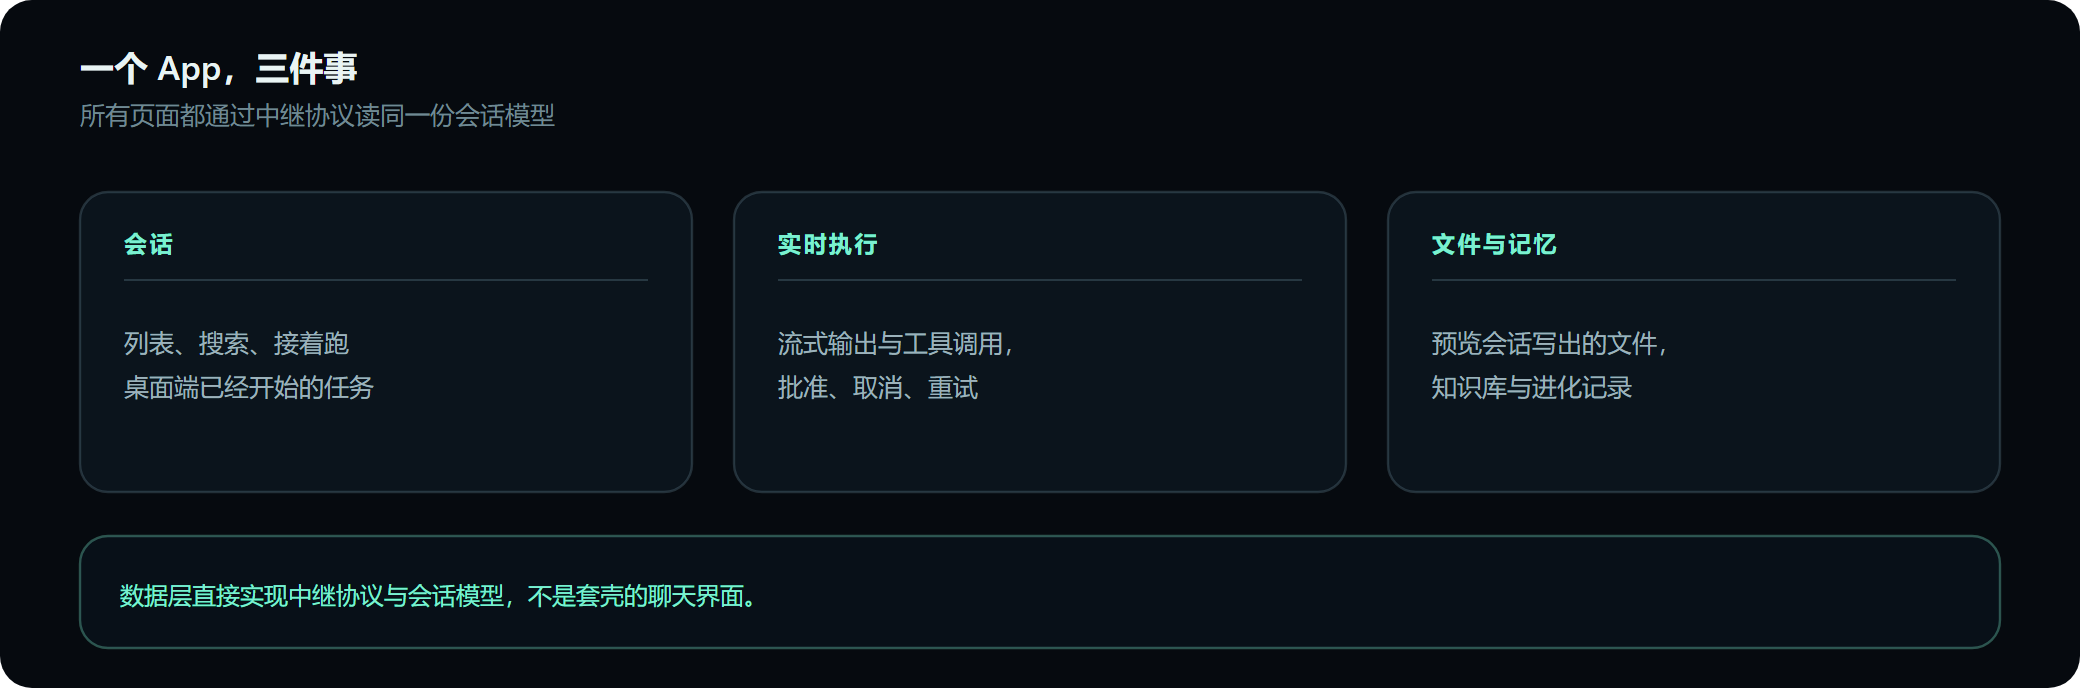 一个 App，三件事
所有页面都通过中继协议读同一份会话模型
会话
列表、搜索、接着跑
桌面端已经开始的任务
实时执行
流式输出与工具调用，
批准、取消、重试
文件与记忆
预览会话写出的文件，
知识库与进化记录
数据层直接实现中继协议与会话模型，不是套壳的聊天界面。